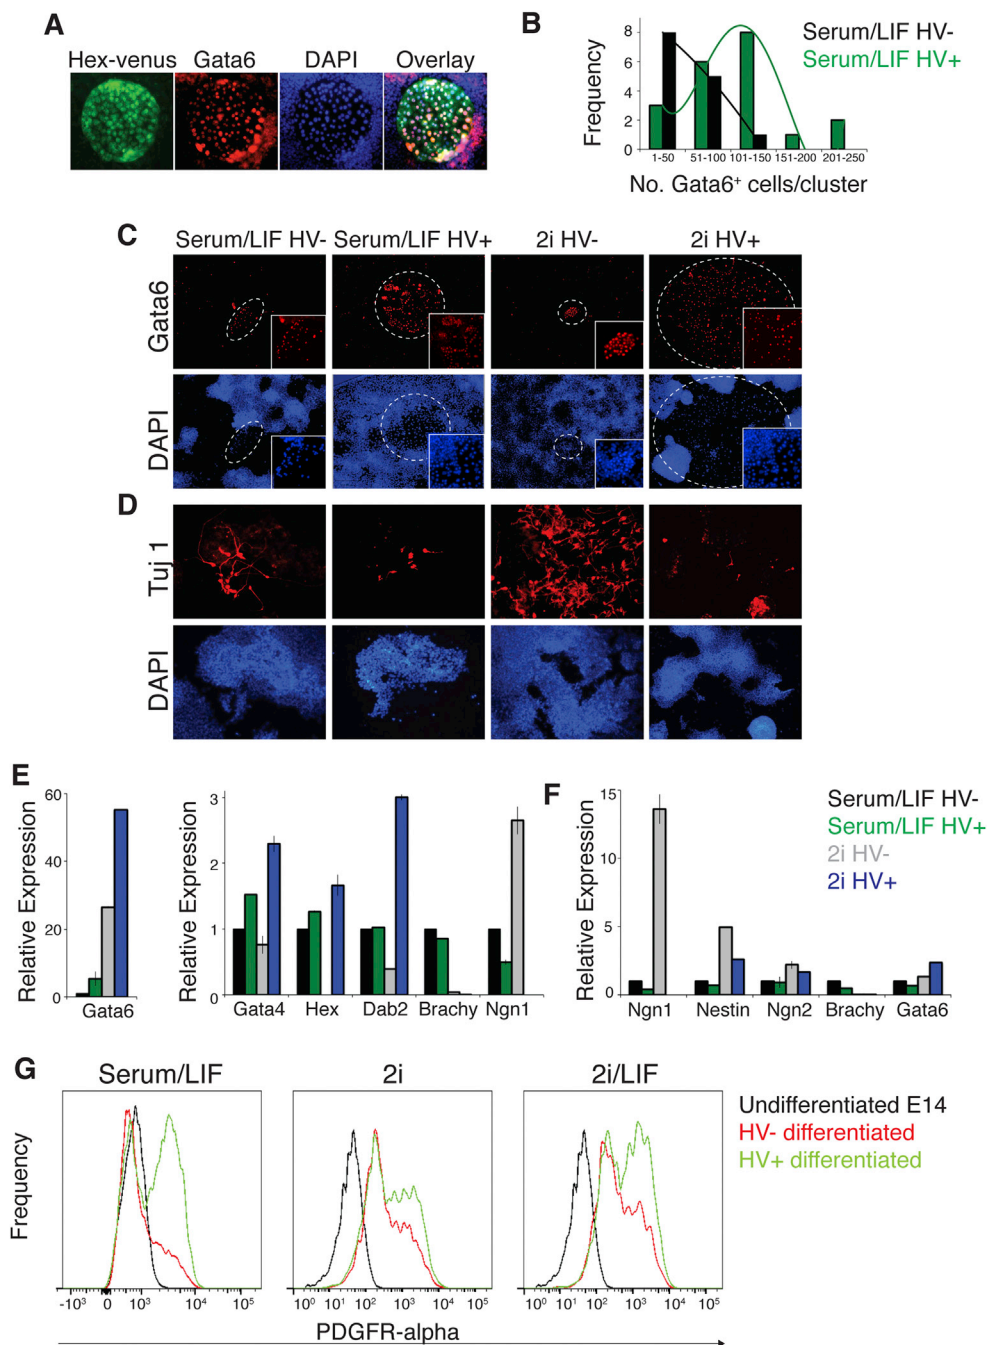 A
Hex-venus Gata6 DAPI Overlay
B
Serum/LIF HV-
Serum/LIF HV+
Frequency
8
6
4
2
0
1-50 51-100 101-150 151-200 201-250
No. Gata6⁺ cells/cluster
C
Serum/LIF HV- Serum/LIF HV+ 2i HV- 2i HV+
Gata6
DAPI
D
Tuj 1
DAPI
E
Relative Expression
60
40
20
0
Gata6
Relative Expression
3
2
1
0
Gata4 Hex Dab2 Brachy Ngn1
F
Relative Expression
15
10
5
0
Ngn1 Nestin Ngn2 Brachy Gata6
Serum/LIF HV-
Serum/LIF HV+
2i HV-
2i HV+
G
Serum/LIF 2i 2i/LIF
Frequency
-10³ 0 10³ 10⁴ 10⁵
10⁰ 10¹ 10² 10³ 10⁴ 10⁵
10⁰ 10¹ 10² 10³ 10⁴ 10⁵
PDGFR-alpha
Undifferentiated E14
HV- differentiated
HV+ differentiated